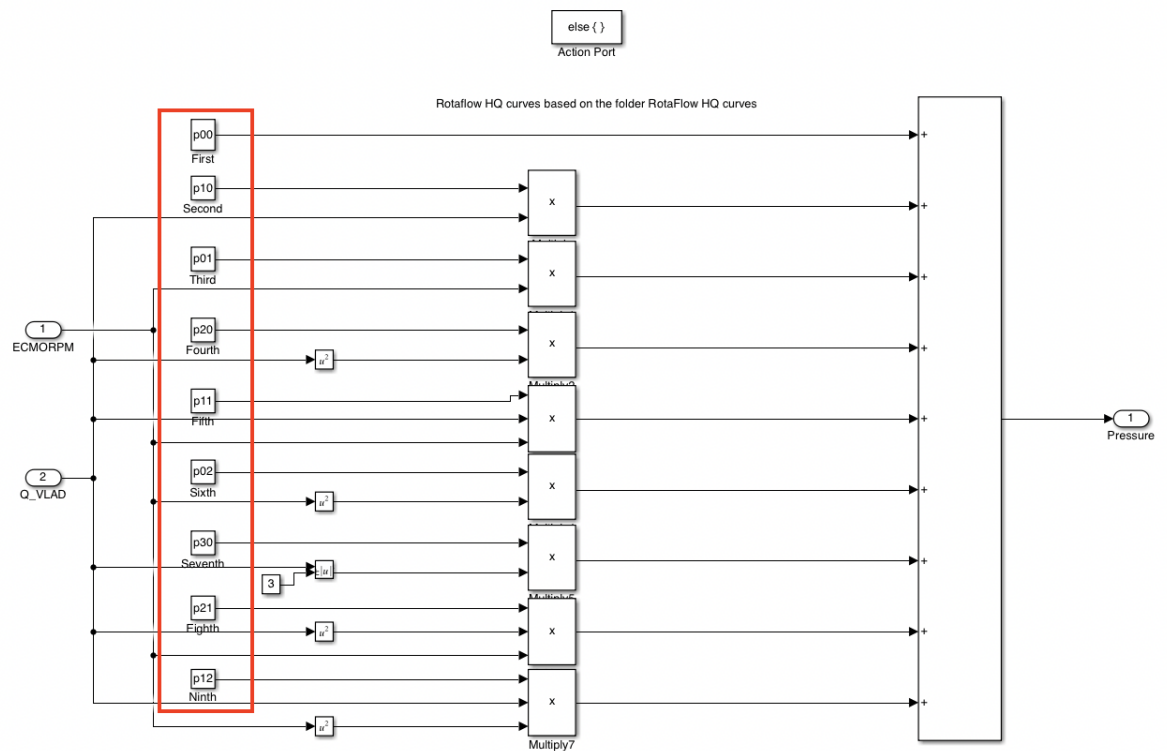 else { }
Action Port
Rotaflow HQ curves based on the folder RotaFlow HQ curves
p00
First
+
p10
Second
x
+
p01
Third
x
+
1
ECMORPM
p20
Fourth
u²
x
+
Multiply3
p11
Fifth
+
1
Pressure
x
2
Q_VLAD
p02
Sixth
u²
x
+
p30
Seventh
3
|u|
x
+
Multiply5
p21
Eighth
u²
x
+
p12
Ninth
u²
x
+
Multiply7